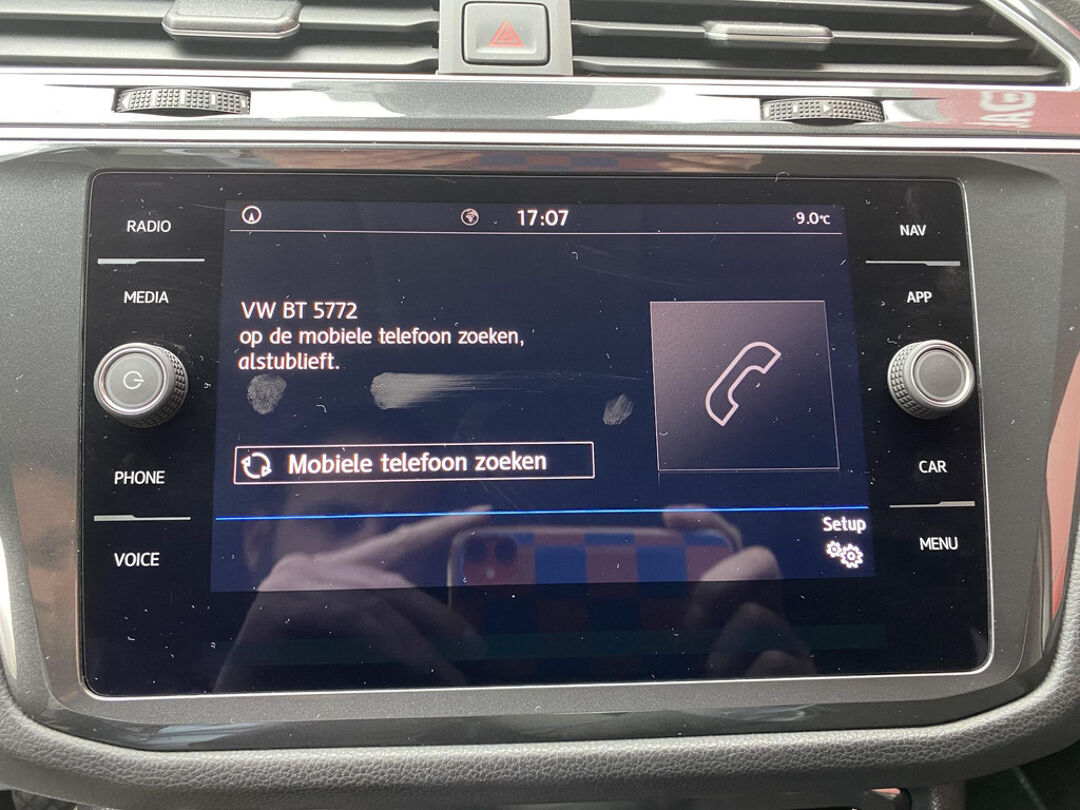 RADIO
MEDIA
PHONE
VOICE
17:07
9.0°C
VW BT 5772
op de mobiele telefoon zoeken,
alstublieft.
Mobiele telefoon zoeken
Setup
NAV
APP
CAR
MENU